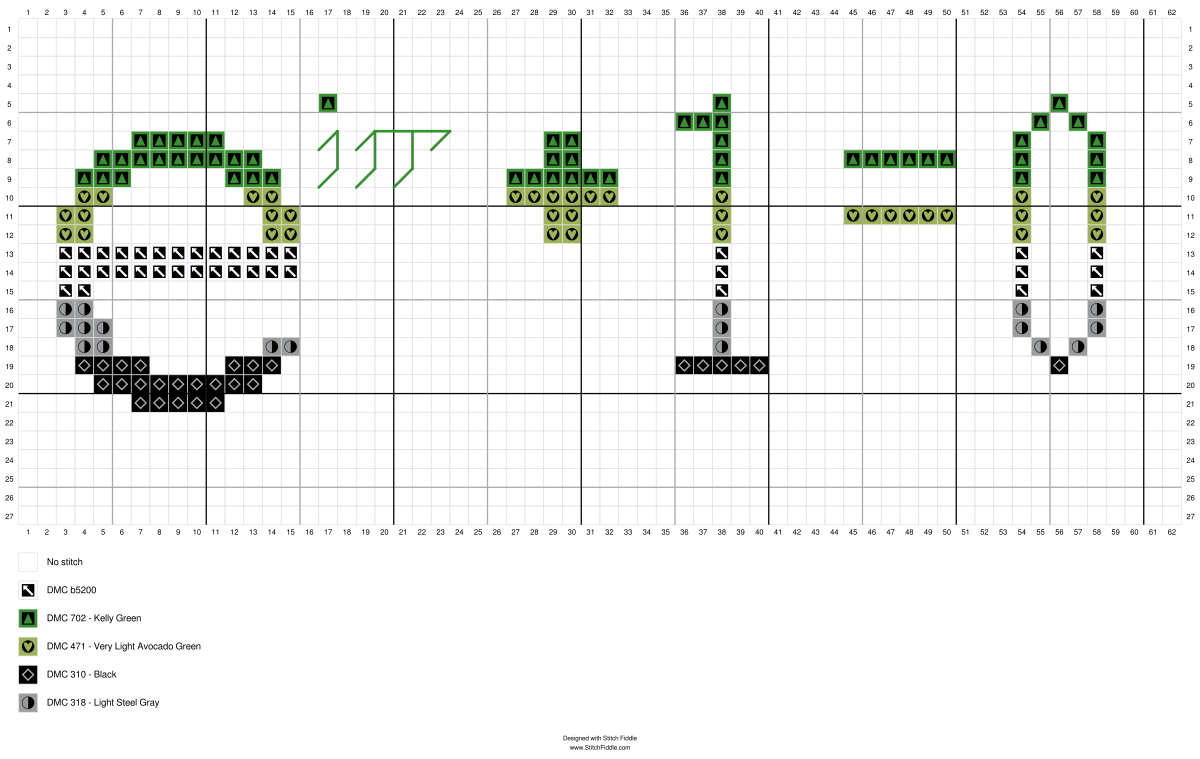 1 2 3 4 5 6 7 8 9 10 11 12 13 14 15 16 17 18 19 20 21 22 23 24 25 26 27 28 29 30 31 32 33 34 35 36 37 38 39 40 41 42 43 44 45 46 47 48 49 50 51 52 53 54 55 56 57 58 59 60 61 62
1 1
2 2
3 3
4 4
5 5
6 6
7 7
8 8
9 9
10 10
11 11
12 12
13 13
14 14
15 15
16 16
17 17
18 18
19 19
20 20
21 21
22 22
23 23
24 24
25 25
26 26
27 27
1 2 3 4 5 6 7 8 9 10 11 12 13 14 15 16 17 18 19 20 21 22 23 24 25 26 27 28 29 30 31 32 33 34 35 36 37 38 39 40 41 42 43 44 45 46 47 48 49 50 51 52 53 54 55 56 57 58 59 60 61 62
e iπ + 1 = 0
No stitch
DMC b5200
DMC 702 - Kelly Green
DMC 471 - Very Light Avocado Green
DMC 310 - Black
DMC 318 - Light Steel Gray
Designed with Stitch Fiddle
www.StitchFiddle.com